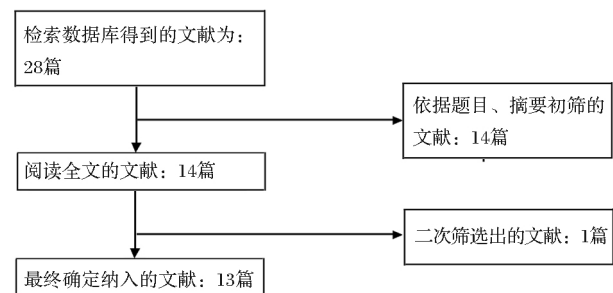 检索数据库得到的文献为：
28篇
依据题目、摘要初筛的
文献：14篇
阅读全文的文献：14篇
二次筛选出的文献：1篇
最终确定纳入的文献：13篇